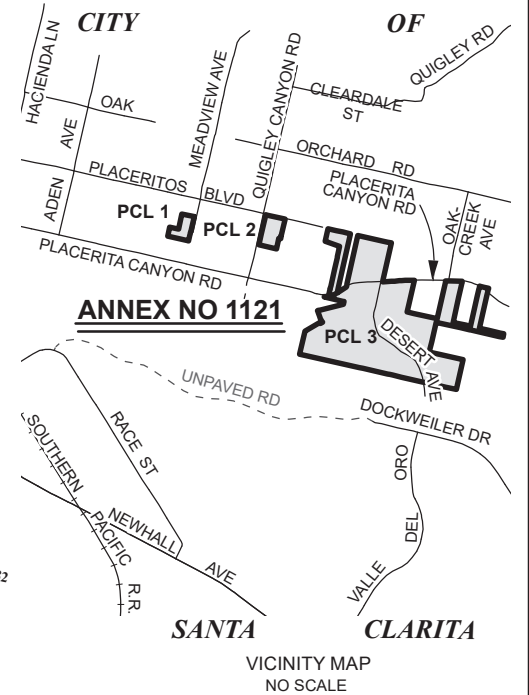 CITY OF
HACIENDA LN
OAK
AVE
ADEN
MEADVIEW AVE
QUIGLEY CANYON RD
QUIGLEY RD
CLEARDALE
ST
ORCHARD RD
PLACERITA
CANYON RD
OAK-
CREEK
AVE
PLACERITOS BLVD
PCL 1
PCL 2
PLACERITA CANYON RD
ANNEX NO 1121
PCL 3
DESERT AVE
UNPAVED RD
DOCKWEILER DR
RACE ST
SOUTHERN
PACIFIC
R.R.
NEWHALL
AVE
VALLE DEL ORO
SANTA CLARITA
VICINITY MAP
NO SCALE